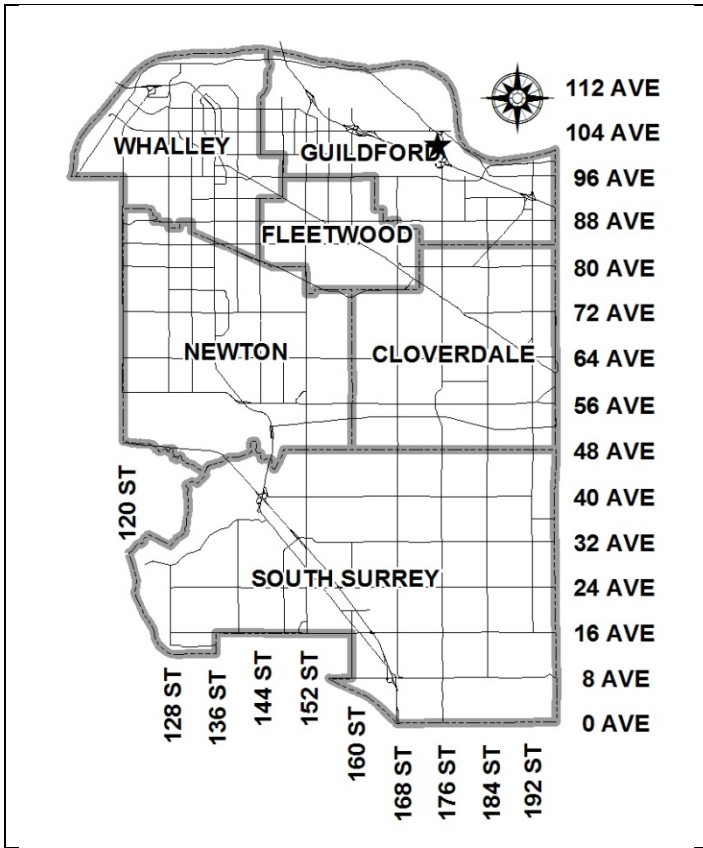 112 AVE
104 AVE
WHALLEY
GUILDFORD
96 AVE
88 AVE
FLEETWOOD
80 AVE
72 AVE
NEWTON
CLOVERDALE
64 AVE
56 AVE
48 AVE
120 ST
40 AVE
32 AVE
SOUTH SURREY
24 AVE
16 AVE
128 ST
136 ST
144 ST
152 ST
160 ST
8 AVE
0 AVE
168 ST
176 ST
184 ST
192 ST